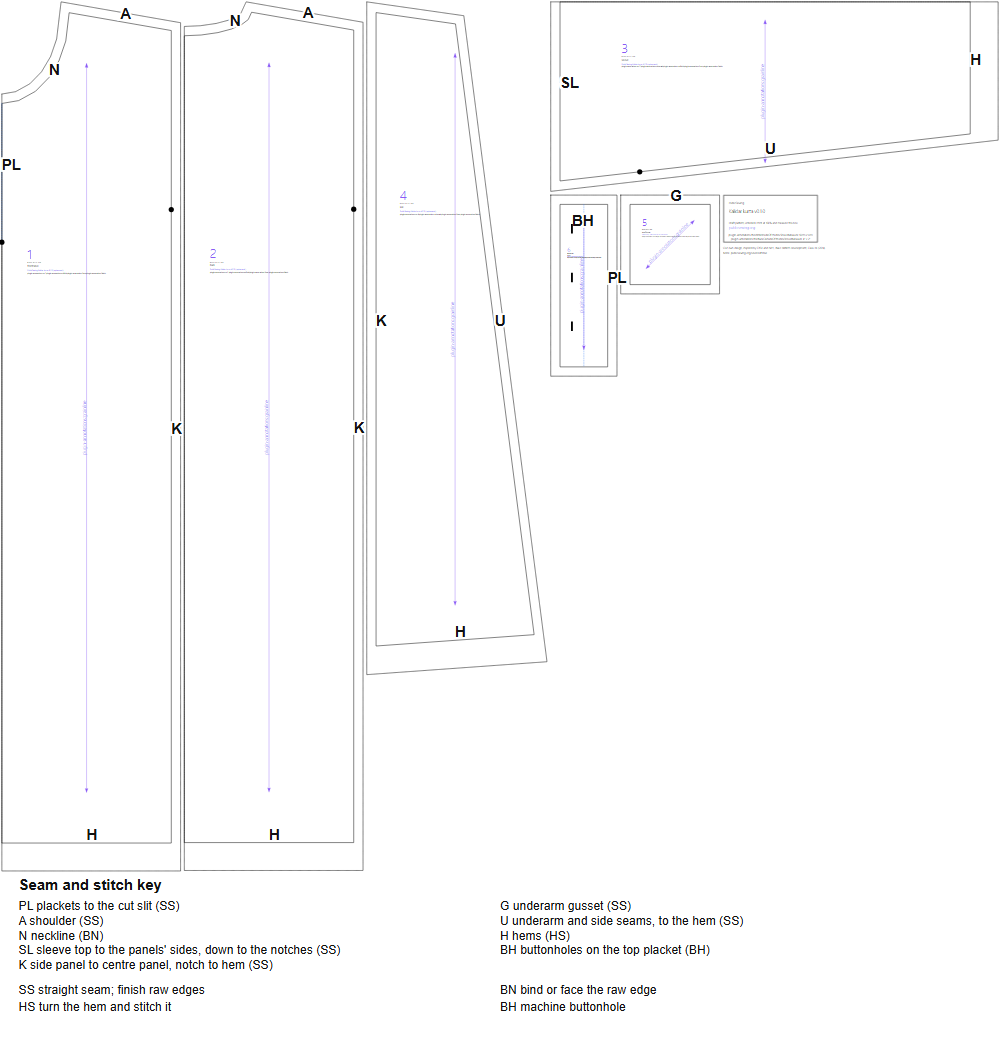 A
N
PL
1
K
H
N
A
2
K
H
4
K
U
H
3
SL
H
U
BH
PL
G
5
Seam and stitch key
PL plackets to the cut slit (SS)
A shoulder (SS)
N neckline (BN)
SL sleeve top to the panels' sides, down to the notches (SS)
K side panel to centre panel, notch to hem (SS)
SS straight seam; finish raw edges
HS turn the hem and stitch it
G underarm gusset (SS)
U underarm and side seams, to the hem (SS)
H hems (HS)
BH buttonholes on the top placket (BH)
BN bind or face the raw edge
BH machine buttonhole